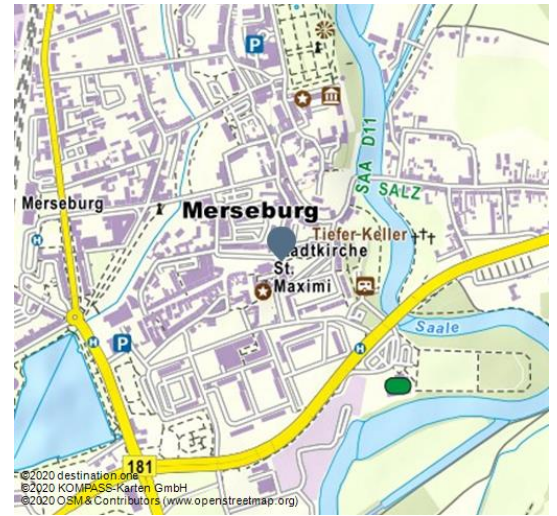 P
SAA D11
SALZ
Merseburg
Merseburg
Tiefer-Keller
adtkirche
St.
Maximi
H
Saale
H
P
H
181
©2020 destination.one
©2020 KOMPASS-Karten GmbH
©2020 OSM & Contributors (www.openstreetmap.org)